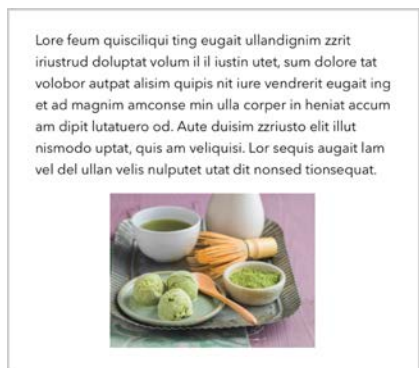 Lore feum quisciliqui ting eugait ullandignim zzrit
iriustrud doluptat volum il il iustin utet, sum dolore tat
volobor autpat alisim quipis nit iure vendrerit eugait ing
et ad magnim amconse min ulla corper in heniat accum
am dipit lutatuero od. Aute duisim zzriusto elit illut
nismodo uptat, quis am veliquisi. Lor sequis augait lam
vel del ullan velis nulputet utat dit nonsed tionsequat.